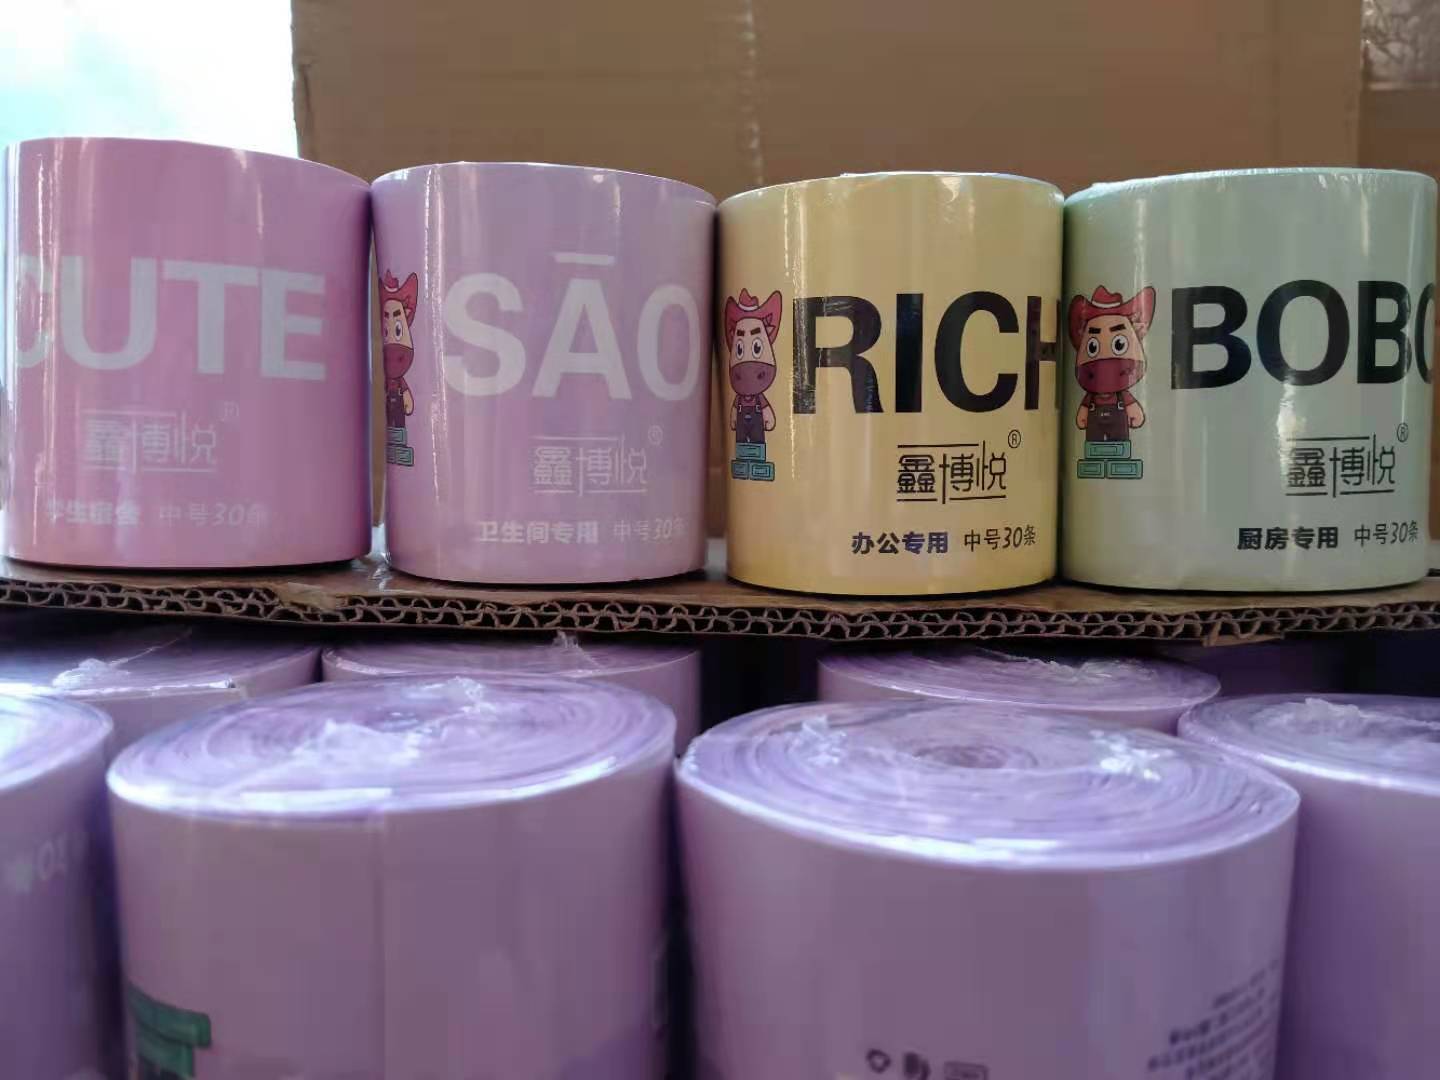 CUTE
鑫博悦®
学生宿舍 中号30条
SĀO
鑫博悦®
卫生间专用 中号30条
RICH
鑫博悦®
办公专用 中号30条
BOBO
鑫博悦®
厨房专用 中号30条